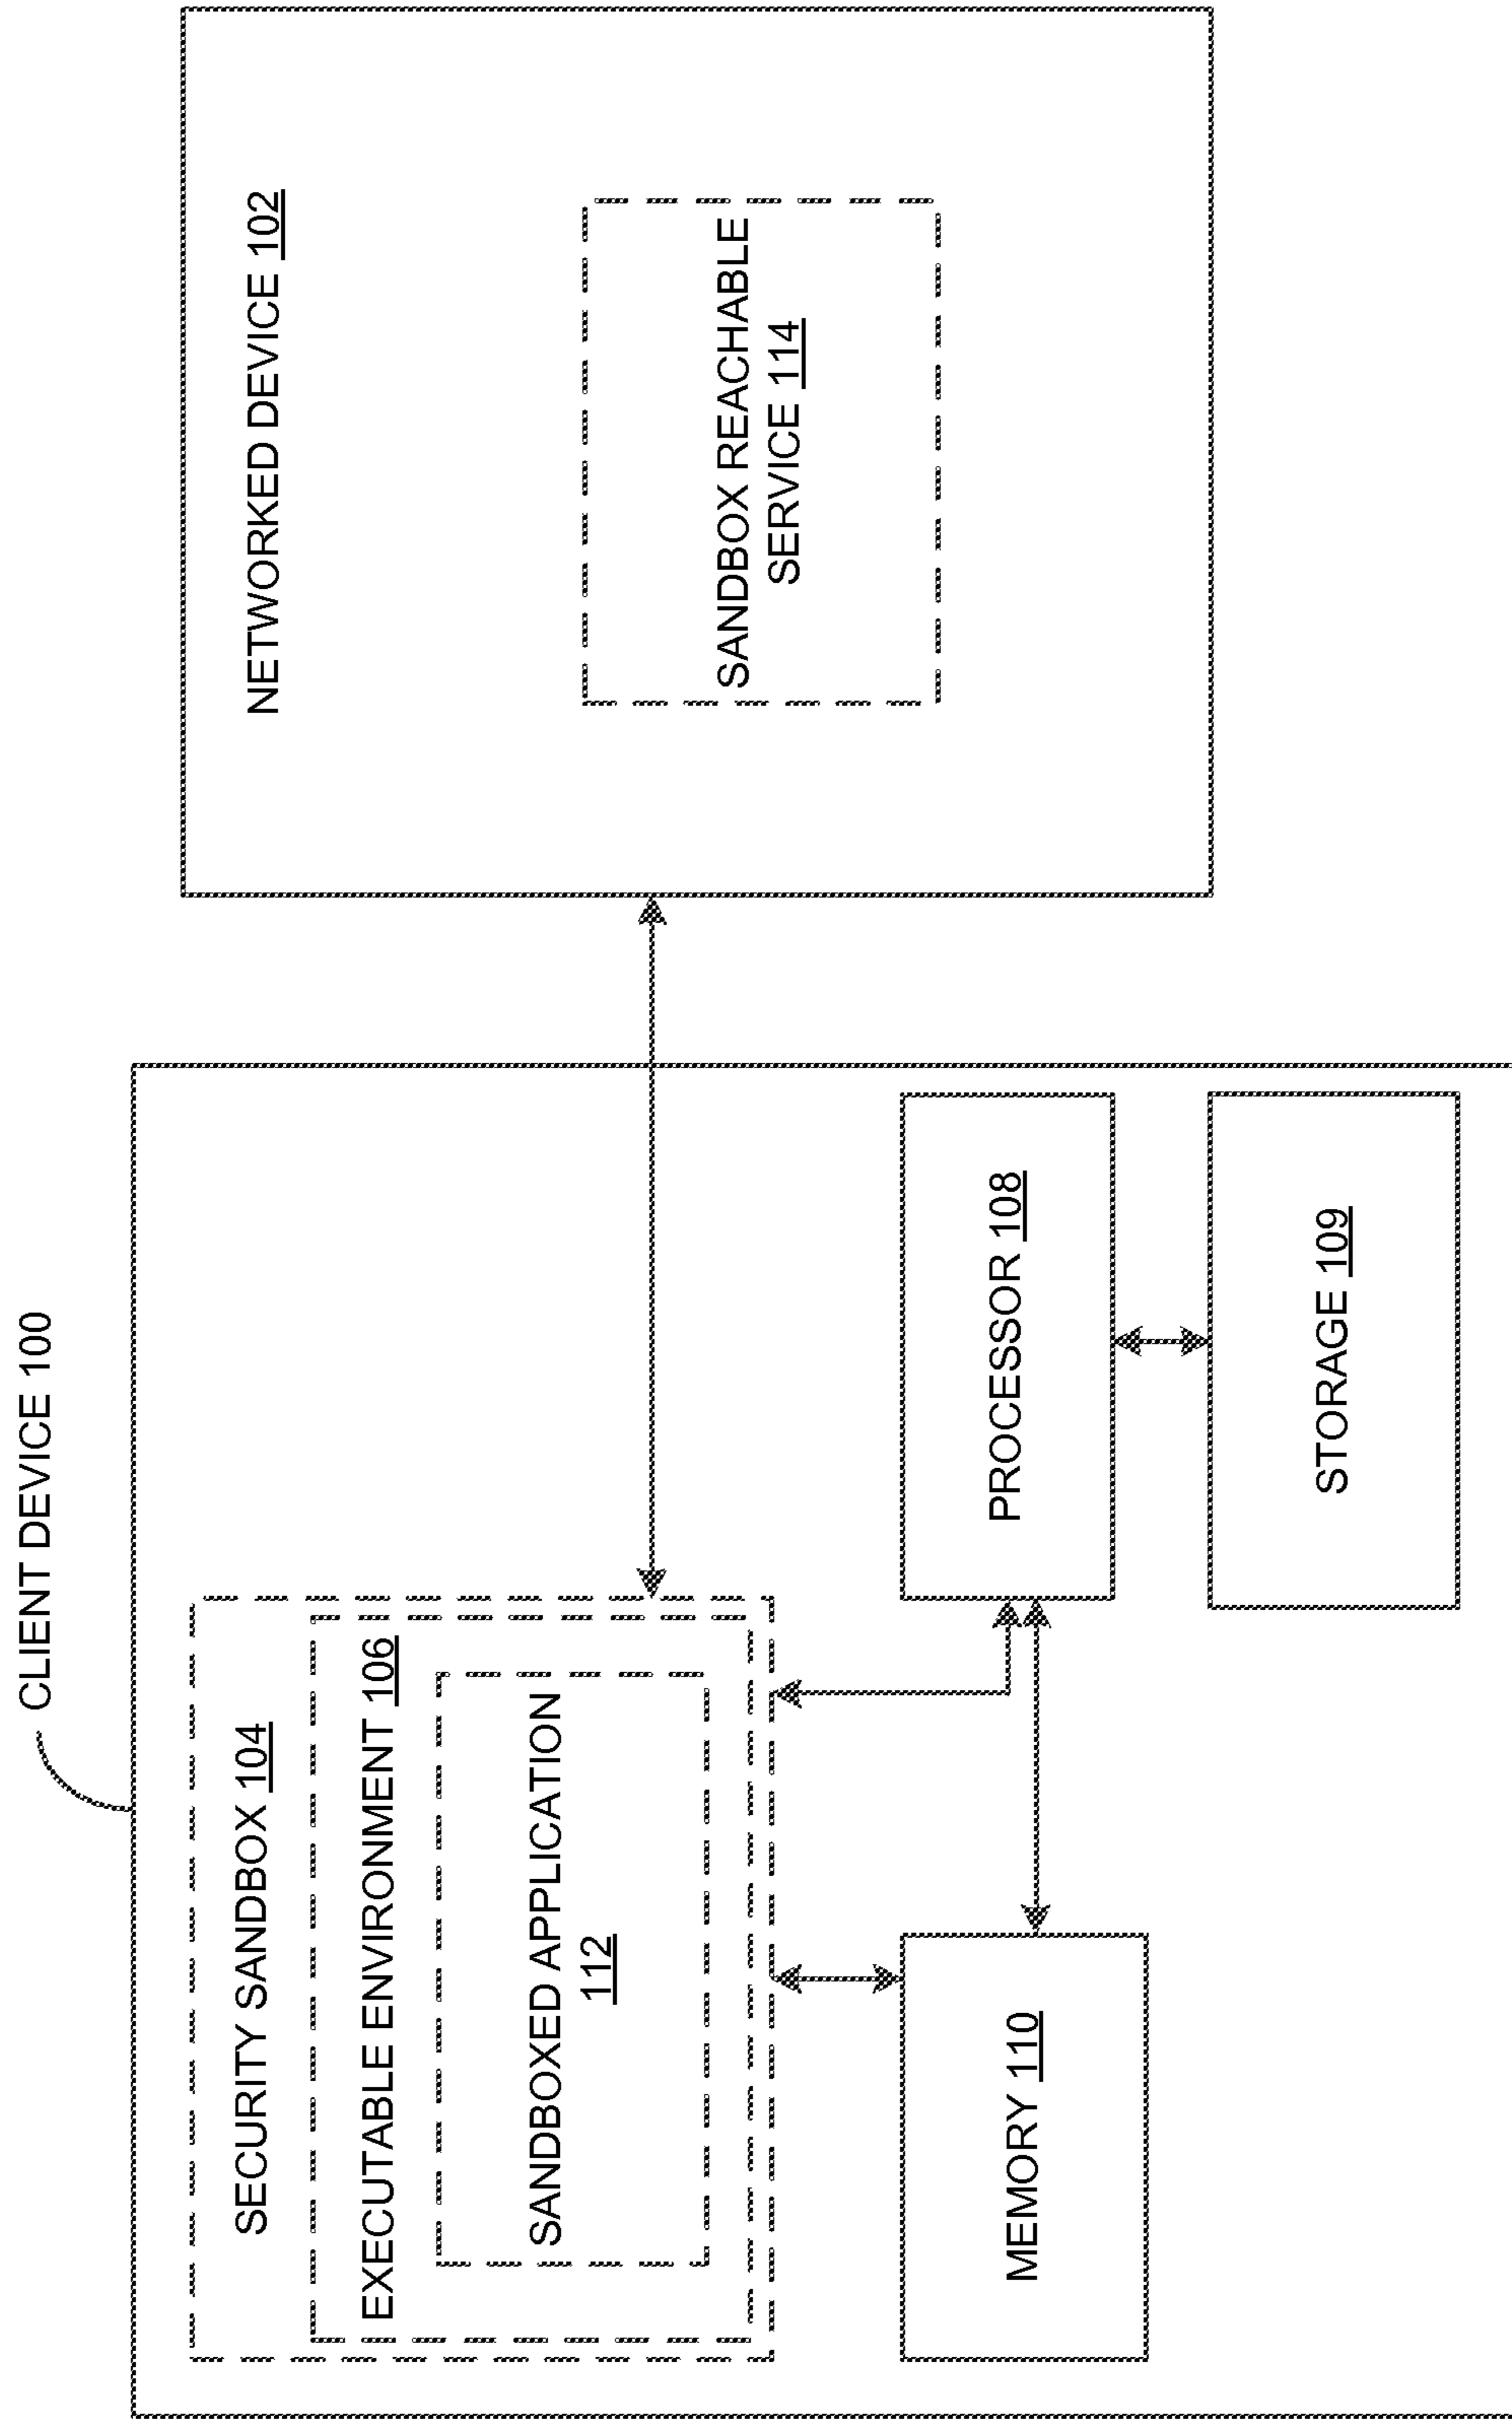 CLIENT DEVICE 100
SECURITY SANDBOX 104
EXECUTABLE ENVIRONMENT 106
SANDBOXED APPLICATION
112
MEMORY 110
PROCESSOR 108
STORAGE 109
NETWORKED DEVICE 102
SANDBOX REACHABLE
SERVICE 114